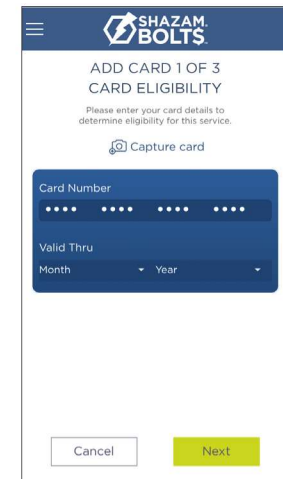 SHAZAM.
BOLT$.
ADD CARD 1 OF 3
CARD ELIGIBILITY
Please enter your card details to
determine eligibility for this service.
Capture card
Card Number
•••• •••• •••• ••••
Valid Thru
Month Year
Cancel Next